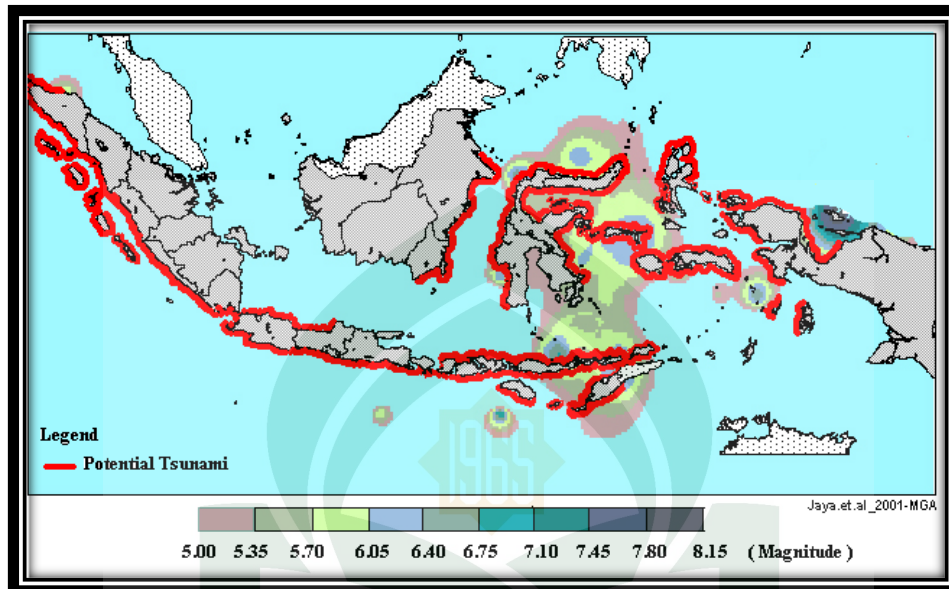 1965
Legend
Potential Tsunami
Jaya.et.al_2001-MGA
5.00 5.35 5.70 6.05 6.40 6.75 7.10 7.45 7.80 8.15 ( Magnitude )